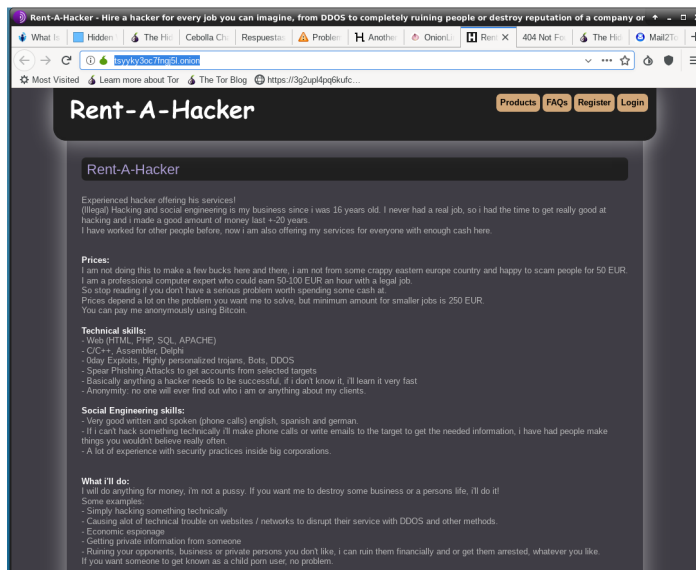 Rent-A-Hacker - Hire a hacker for every job you can imagine, from DDOS to completely ruining people or destroy reputation of a company or
What Is
Hidden
The Hid
Cebolla Cha
Respuestas
Problem
Another
OnionLi
Rent
404 Not Fo
The Hid
Mail2To
tsyyky3oc7fngj5l.onion
Most Visited
Learn more about Tor
The Tor Blog
https://3g2upl4pq6kufc…
Rent-A-Hacker
Products
FAQs
Register
Login
Rent-A-Hacker
Experienced hacker offering his services!
(Illegal) Hacking and social engineering is my business since i was 16 years old. I never had a real job, so i had the time to get really good at
hacking and i made a good amount of money last +-20 years.
I have worked for other people before, now i am also offering my services for everyone with enough cash here.
Prices:
I am not doing this to make a few bucks here and there, i am not from some crappy eastern europe country and happy to scam people for 50 EUR.
I am a professional computer expert who could earn 50-100 EUR an hour with a legal job.
So stop reading if you don't have a serious problem worth spending some cash at.
Prices depend a lot on the problem you want me to solve, but minimum amount for smaller jobs is 250 EUR.
You can pay me anonymously using Bitcoin.
Technical skills:
- Web (HTML, PHP, SQL, APACHE)
- C/C++, Assembler, Delphi
- 0day Exploits, Highly personalized trojans, Bots, DDOS
- Spear Phishing Attacks to get accounts from selected targets
- Basically anything a hacker needs to be successful, if i don't know it, i'll learn it very fast
- Anonymity: no one will ever find out who i am or anything about my clients.
Social Engineering skills:
- Very good written and spoken (phone calls) english, spanish and german.
- If i can't hack something technically i'll make phone calls or write emails to the target to get the needed information, i have had people make
things you wouldn't believe really often.
- A lot of experience with security practices inside big corporations.
What i'll do:
I will do anything for money, i'm not a pussy. If you want me to destroy some business or a persons life, i'll do it!
Some examples:
- Simply hacking something technically
- Causing alot of technical trouble on websites / networks to disrupt their service with DDOS and other methods.
- Economic espionage
- Getting private information from someone
- Ruining your opponents, business or private persons you don't like, i can ruin them financially and or get them arrested, whatever you like.
If you want someone to get known as a child porn user, no problem.